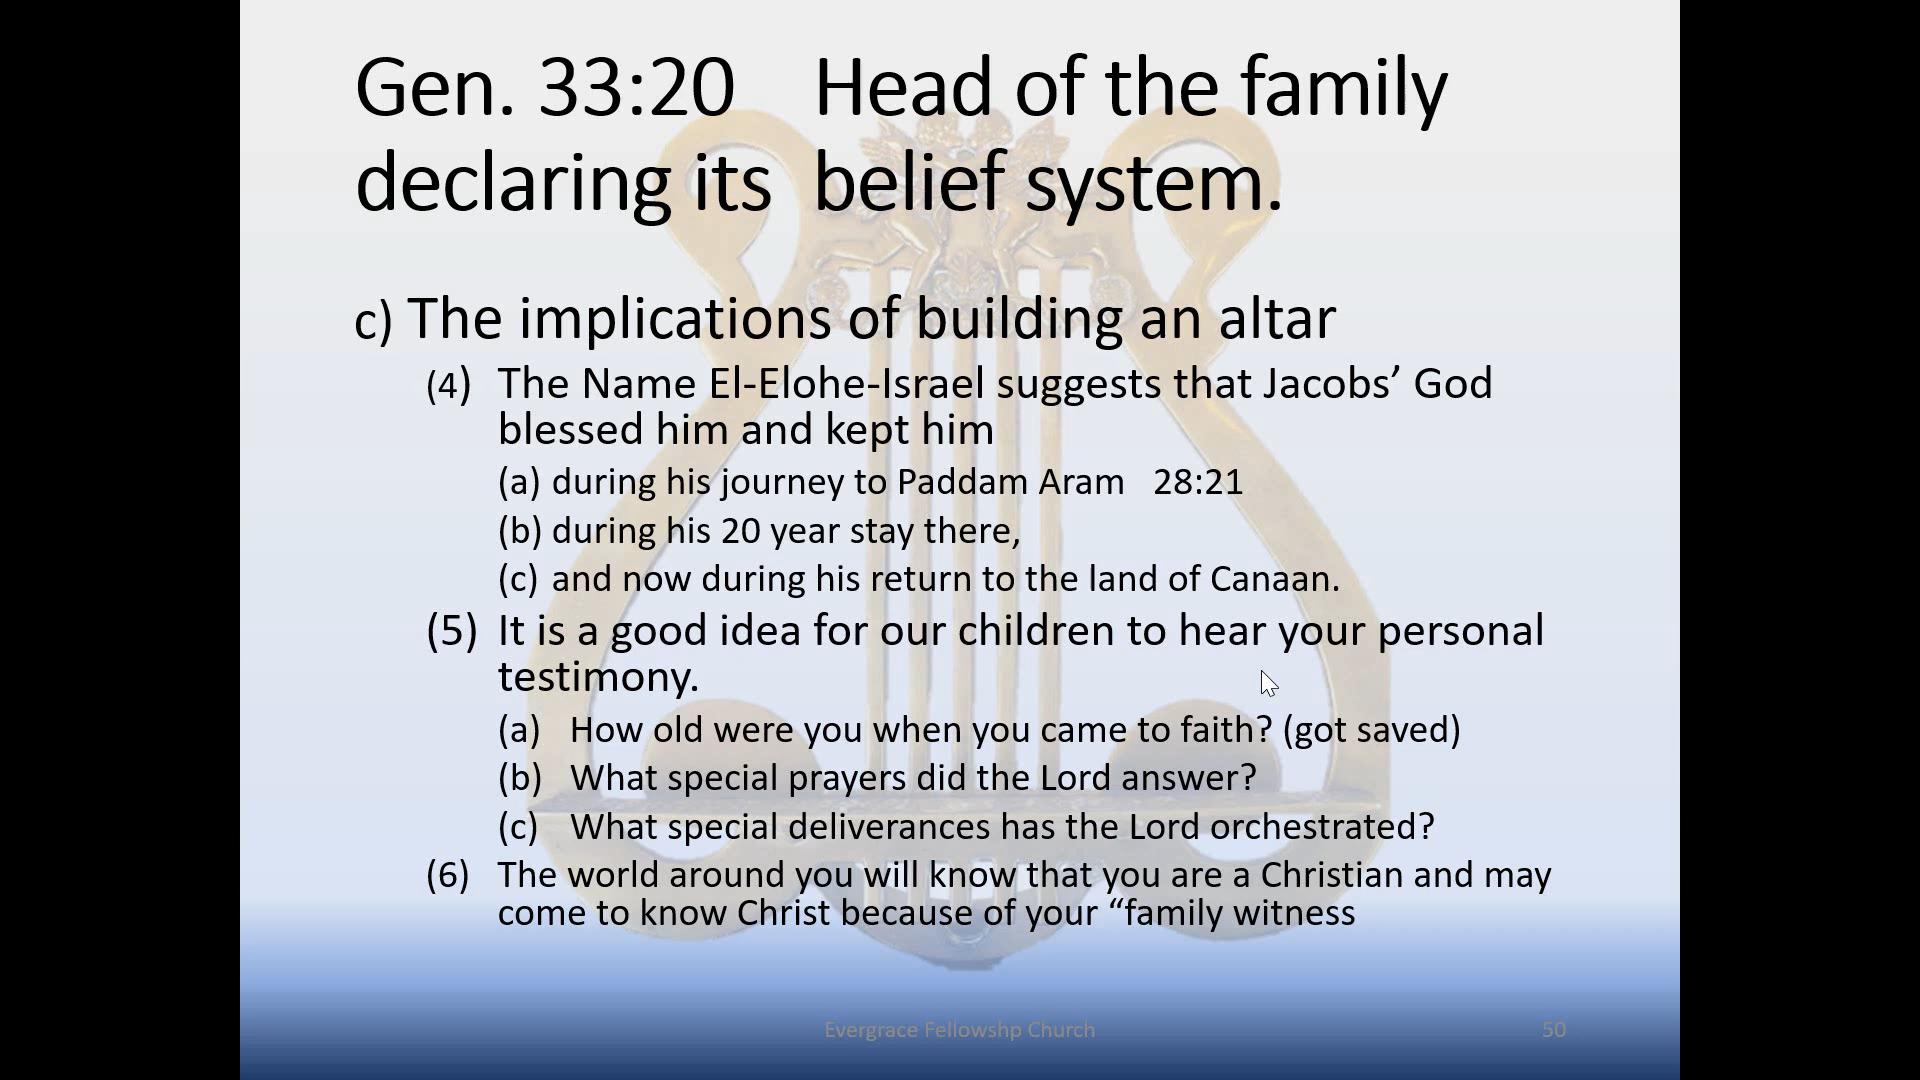 Gen. 33:20    Head of the family
declaring its  belief system.
c) The implications of building an altar
(4) The Name El-Elohe-Israel suggests that Jacobs’ God
blessed him and kept him
(a) during his journey to Paddam Aram   28:21
(b) during his 20 year stay there,
(c) and now during his return to the land of Canaan.
(5) It is a good idea for our children to hear your personal
testimony.
(a) How old were you when you came to faith? (got saved)
(b) What special prayers did the Lord answer?
(c) What special deliverances has the Lord orchestrated?
(6) The world around you will know that you are a Christian and may
come to know Christ because of your “family witness
Evergrace Fellowshp Church
50